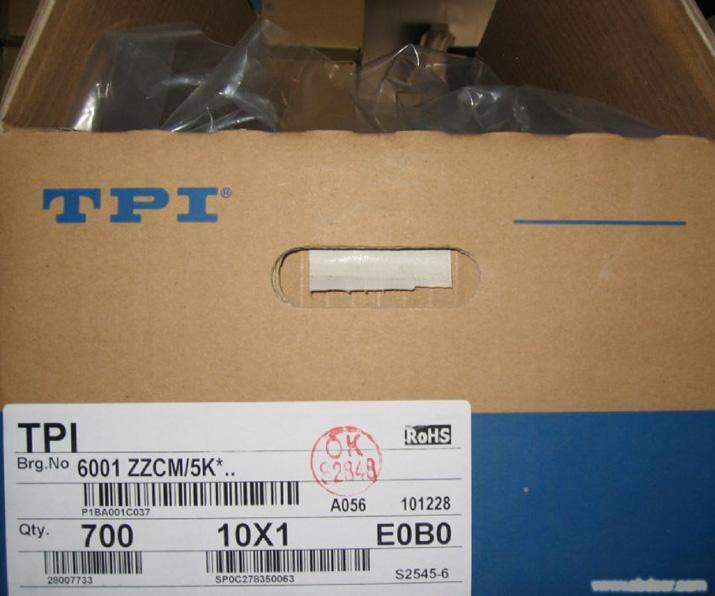 TPI®
TPI
RoHS
Brg.No 6001 ZZCM/5K*..
OK
S2848
P1BA001C037
A056 101228
Qty. 700 10X1 E0B0
28007733 SP0C278350063 S2545-6